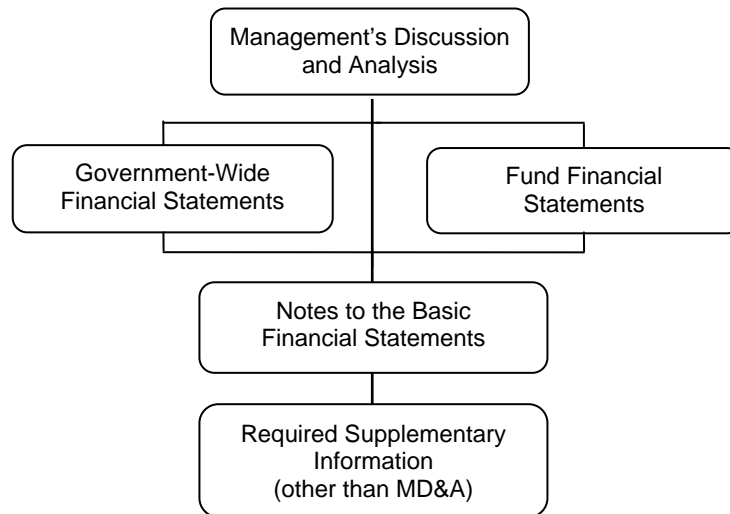 Management’s Discussion
and Analysis
Government-Wide
Financial Statements
Fund Financial
Statements
Notes to the Basic
Financial Statements
Required Supplementary
Information
(other than MD&A)